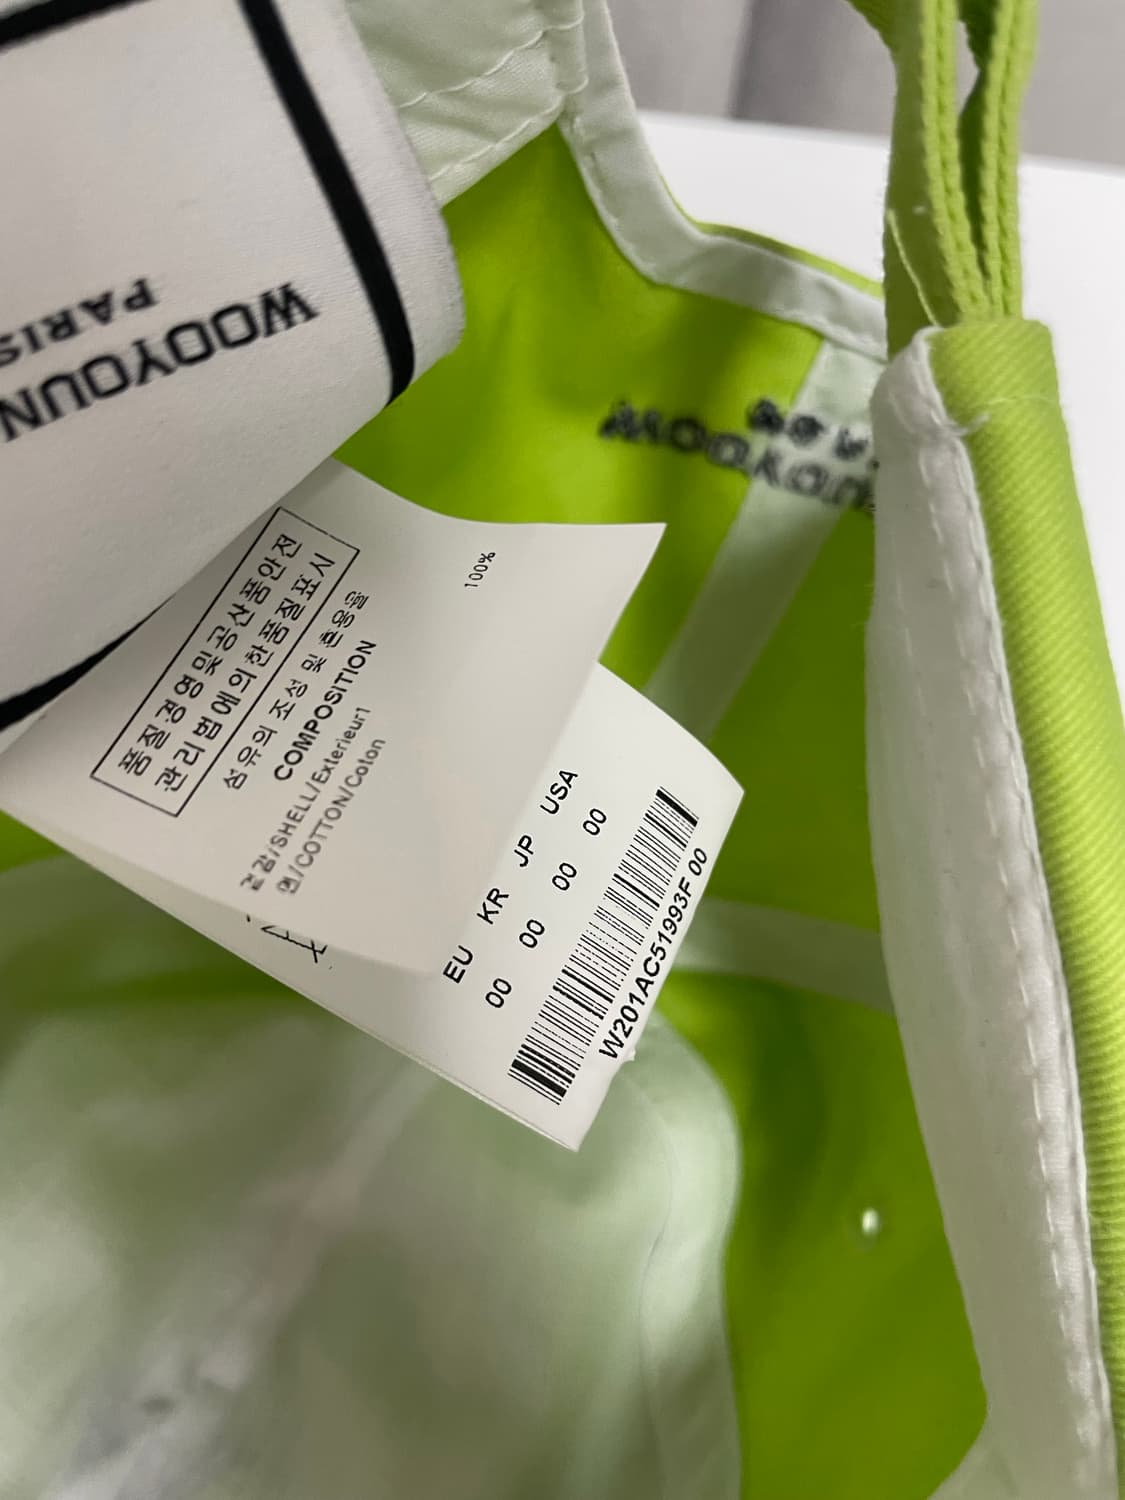 WOOYOUN
PARIS
품질경영및공산품안전
관리법에의한품질표시
섬유의 조성 및 혼용율
COMPOSITION
겉감/SHELL/Exterieur1
면/COTTON/Coton
100%
EU KR JP USA
00 00 00 00
W201AC51993F 00